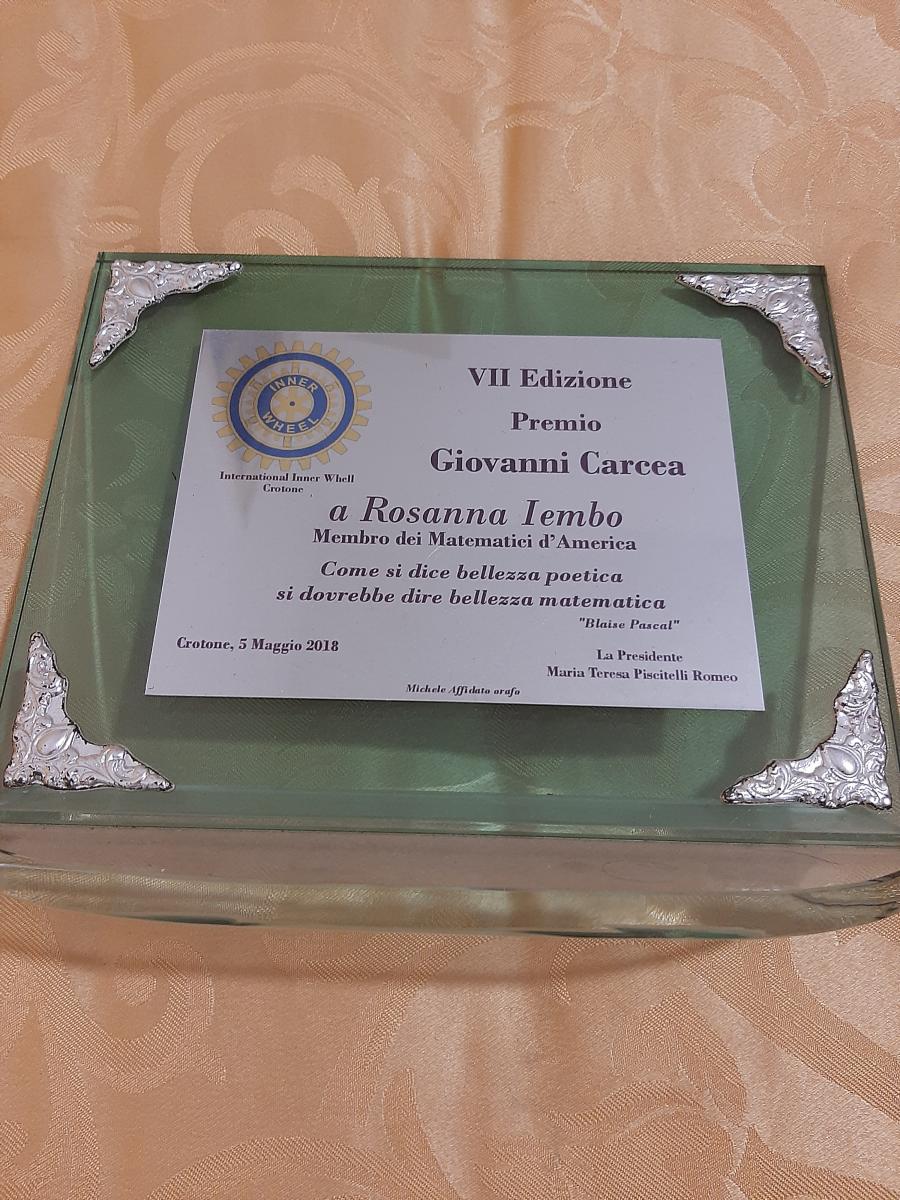 INNER
WHEEL
International Inner Whell
Crotone
VII Edizione
Premio
Giovanni Carcea
a Rosanna Iembo
Membro dei Matematici d'America
Come si dice bellezza poetica
si dovrebbe dire bellezza matematica
"Blaise Pascal"
Crotone, 5 Maggio 2018
La Presidente
Maria Teresa Piscitelli Romeo
Michele Affidato orafo